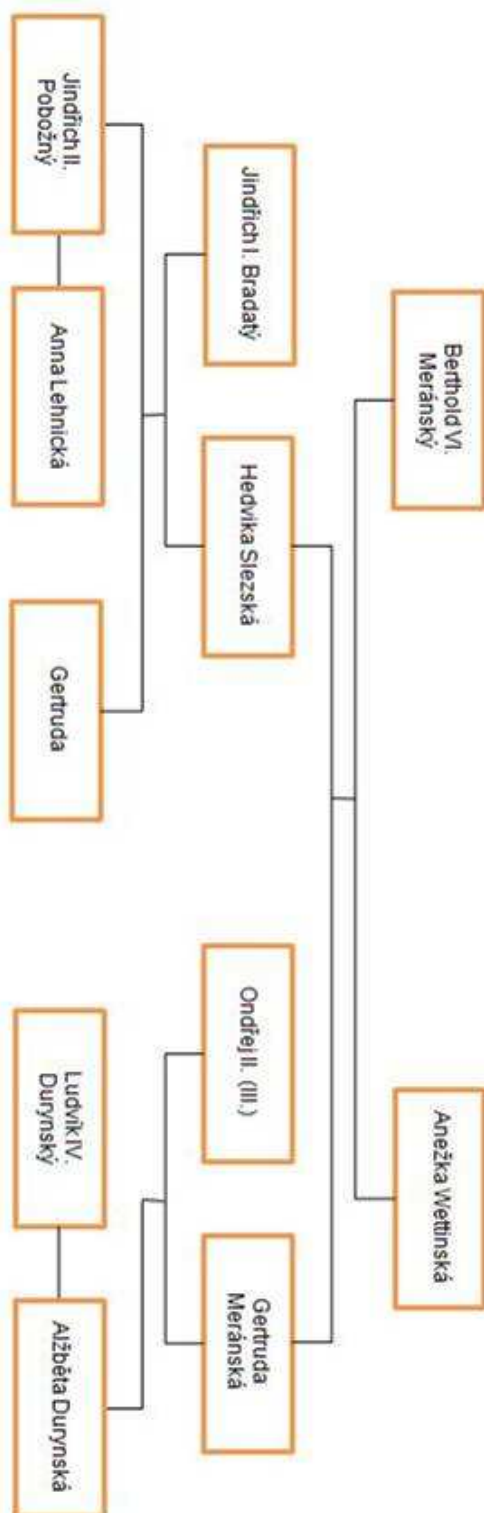 Berthold VI.
Meránský
Anežka Wettinská
Jindřich I. Bradatý
Hedvika Slezská
Ondřej II. (III.)
Gertruda
Meránská
Jindřich II.
Pobožný
Anna Lehnická
Gertruda
Ludvík IV.
Durynský
Alžběta Durynská